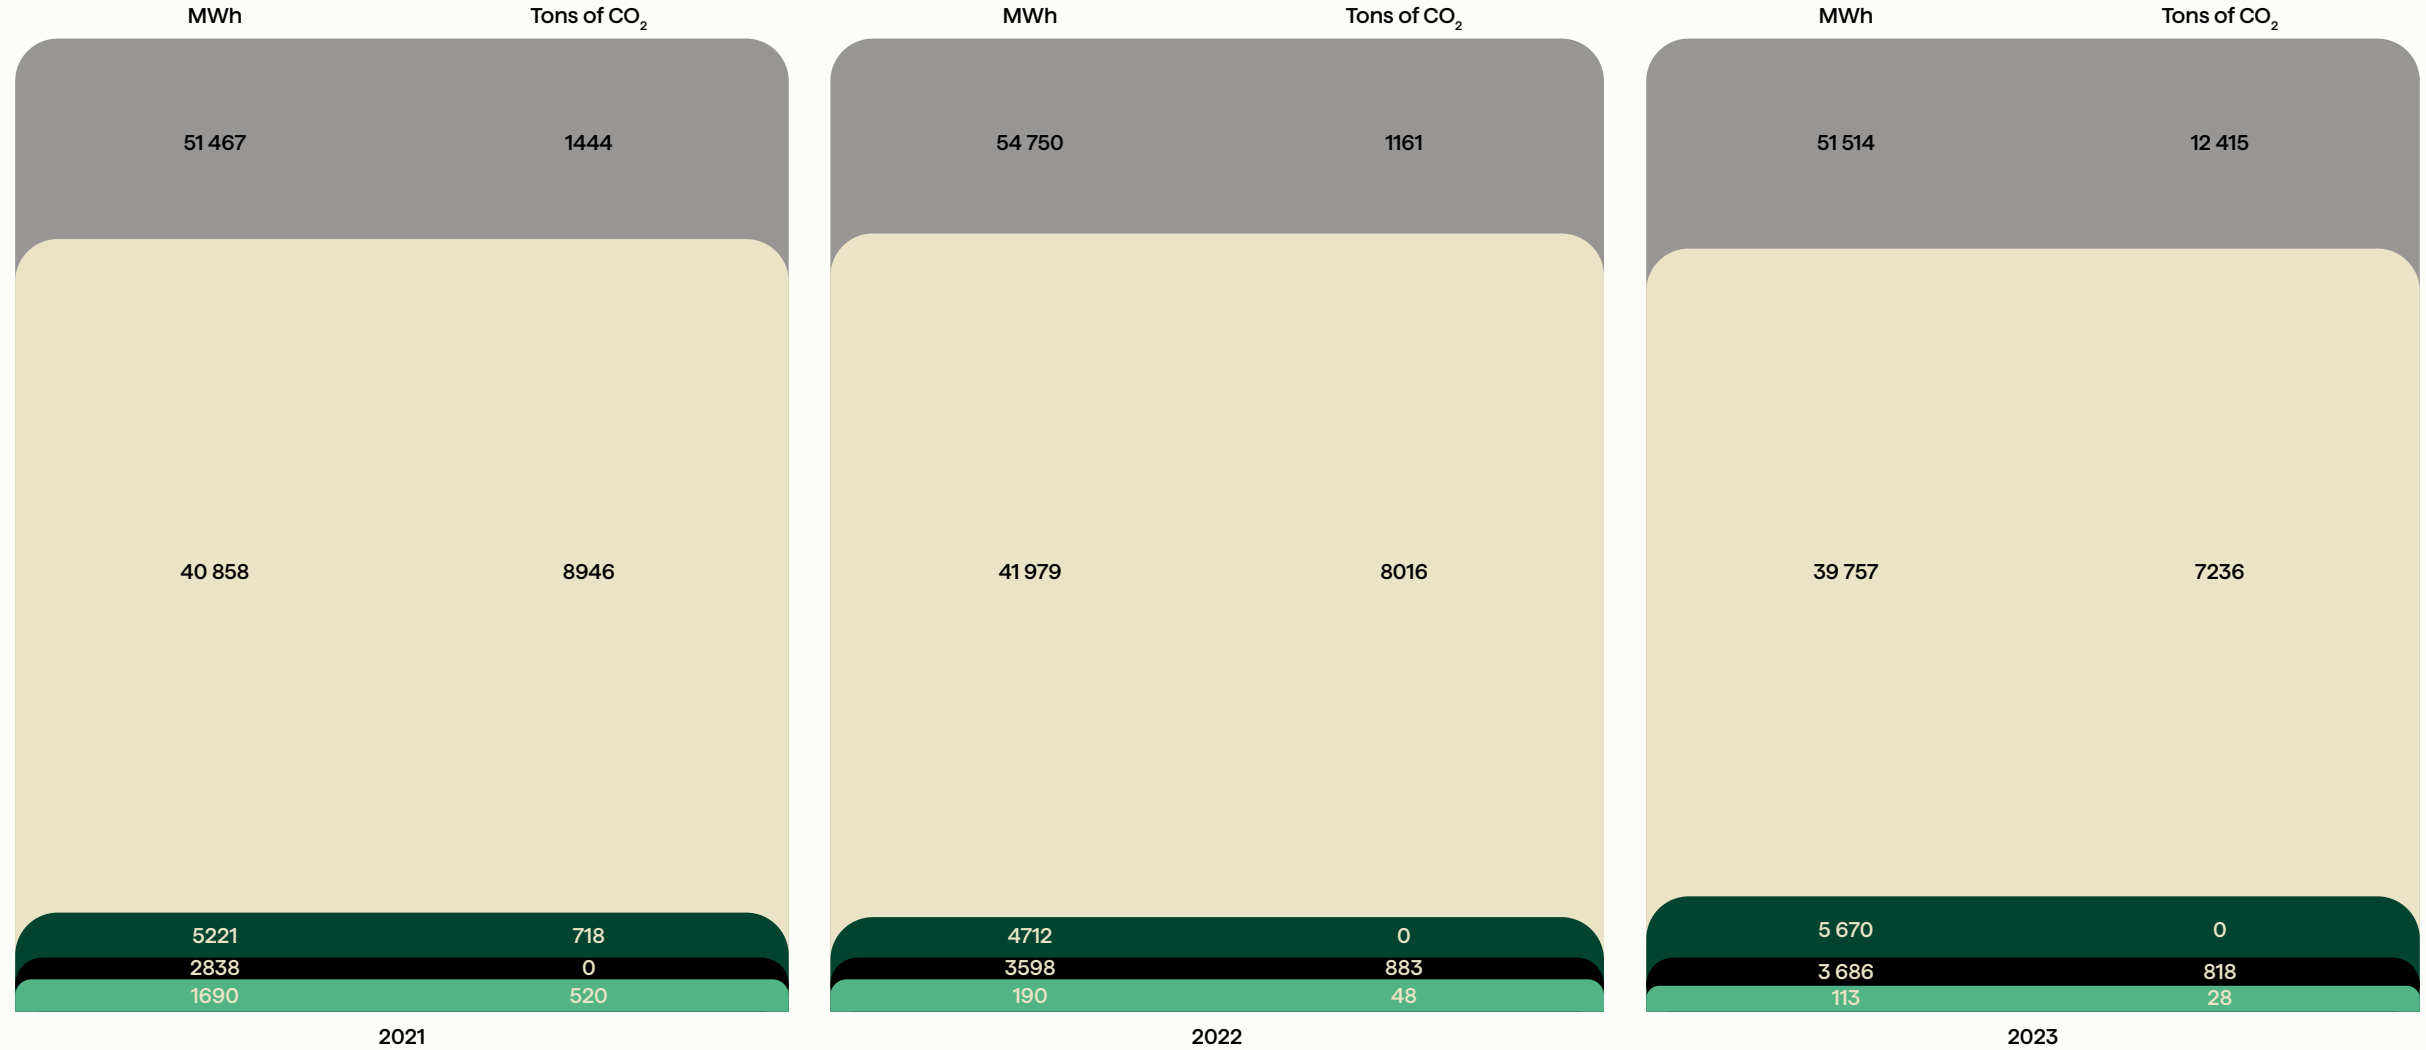 MWh Tons of CO₂ MWh Tons of CO₂ MWh Tons of CO₂
51 467 1444 54 750 1161 51 514 12 415
40 858 8946 41 979 8016 39 757 7236
5221 718 4712 0 5 670 0
2838 0 3598 883 3 686 818
1690 520 190 48 113 28
2021 2022 2023